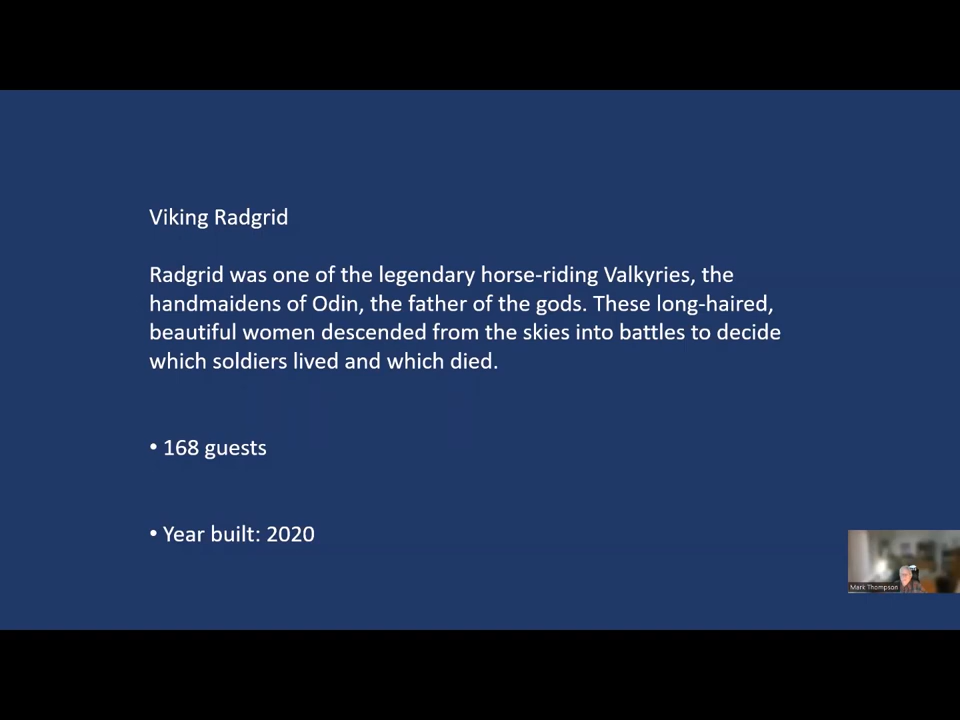 Viking Radgrid
Radgrid was one of the legendary horse-riding Valkyries, the
handmaidens of Odin, the father of the gods. These long-haired,
beautiful women descended from the skies into battles to decide
which soldiers lived and which died.
• 168 guests
• Year built: 2020
Mark Thompson